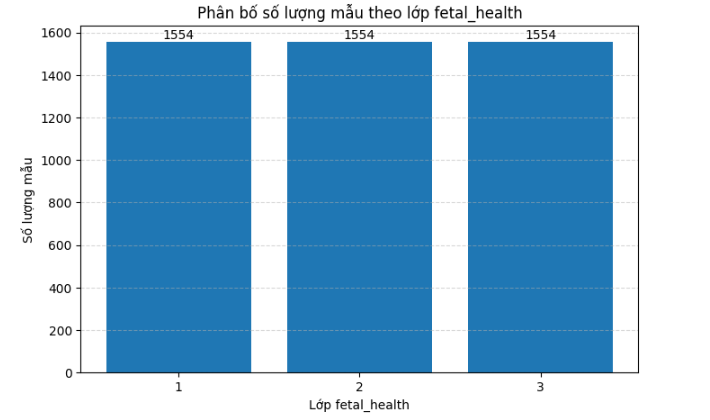 Phân bố số lượng mẫu theo lớp fetal_health
1554 1554 1554
1600
1400
1200
1000
800
600
400
200
0
Số lượng mẫu
1 2 3
Lớp fetal_health